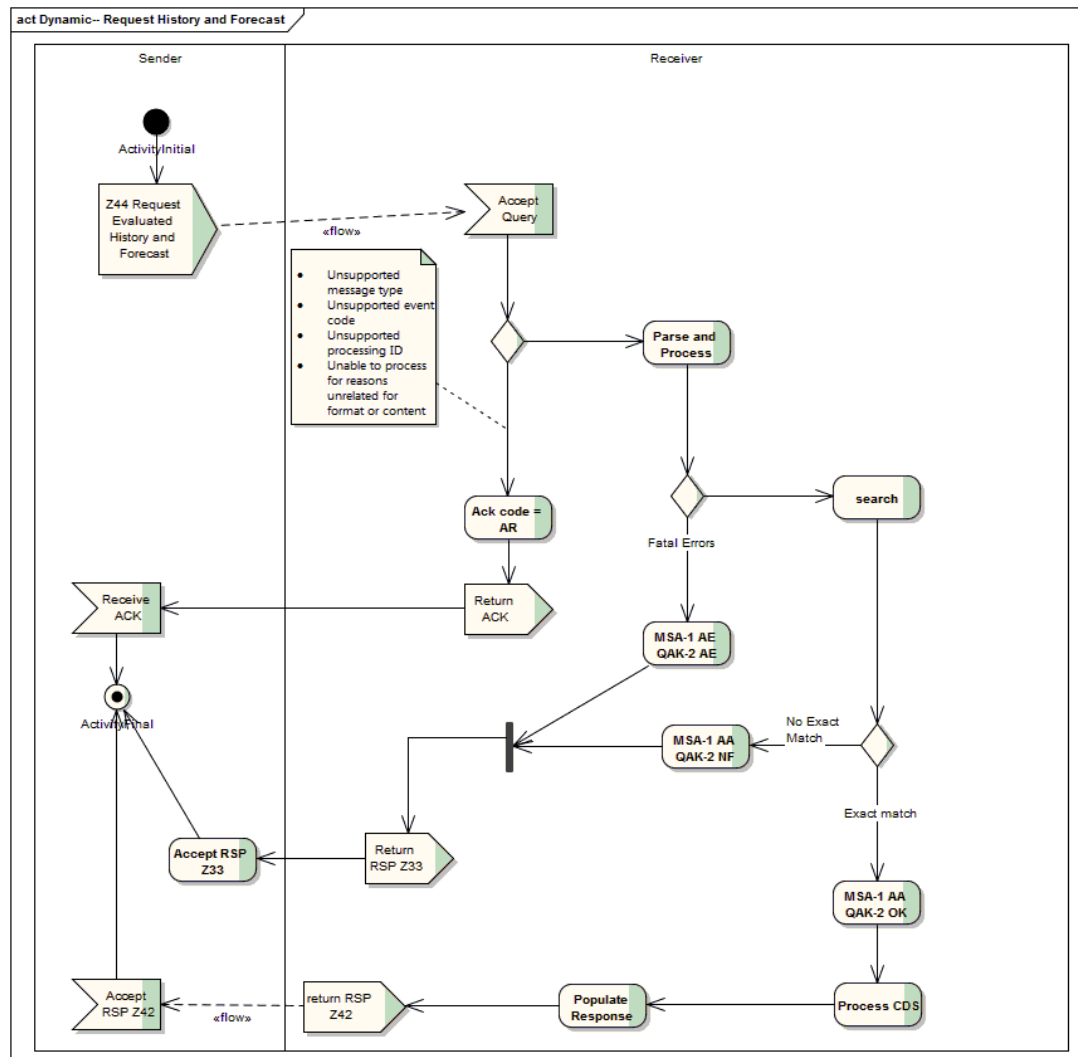 act Dynamic-- Request History and Forecast
Sender
Receiver
ActivityInitial
Z44 Request
Evaluated
History and
Forecast
«flow»
Accept
Query
• Unsupported
message type
• Unsupported event
code
• Unsupported
processing ID
• Unable to process
for reasons
unrelated for
format or content
Parse and
Process
Ack code =
AR
search
Fatal Errors
Receive
ACK
Return
ACK
MSA-1 AE
QAK-2 AE
ActivityFinal
MSA-1 AA
QAK-2 NF
No Exact
Match
Exact match
Accept RSP
Z33
Return
RSP Z33
MSA-1 AA
QAK-2 OK
Accept
RSP Z42
«flow»
return RSP
Z42
Populate
Response
Process CDS